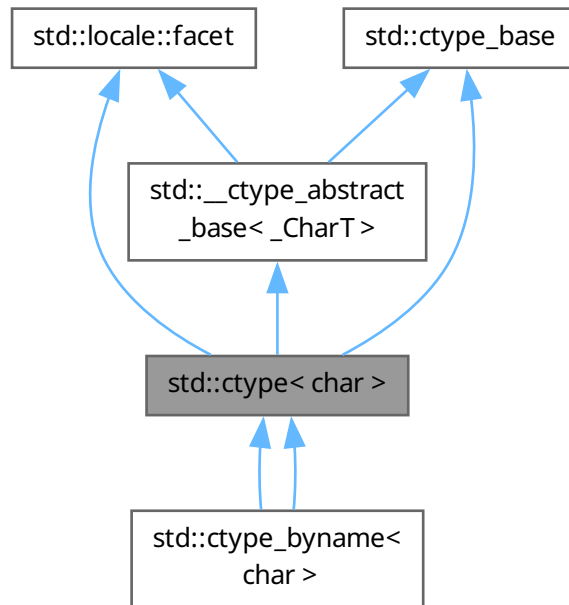 std::locale::facet
std::ctype_base
std::__ctype_abstract
_base< _CharT >
std::ctype< char >
std::ctype_byname<
char >